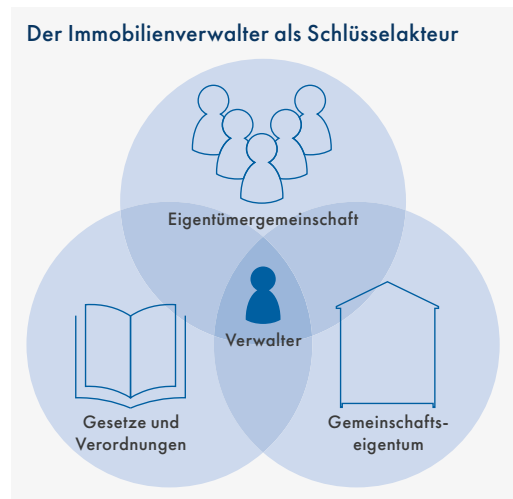 Der Immobilienverwalter als Schlüsselakteur
Eigentümergemeinschaft
Verwalter
Gesetze und
Verordnungen
Gemeinschafts-
eigentum